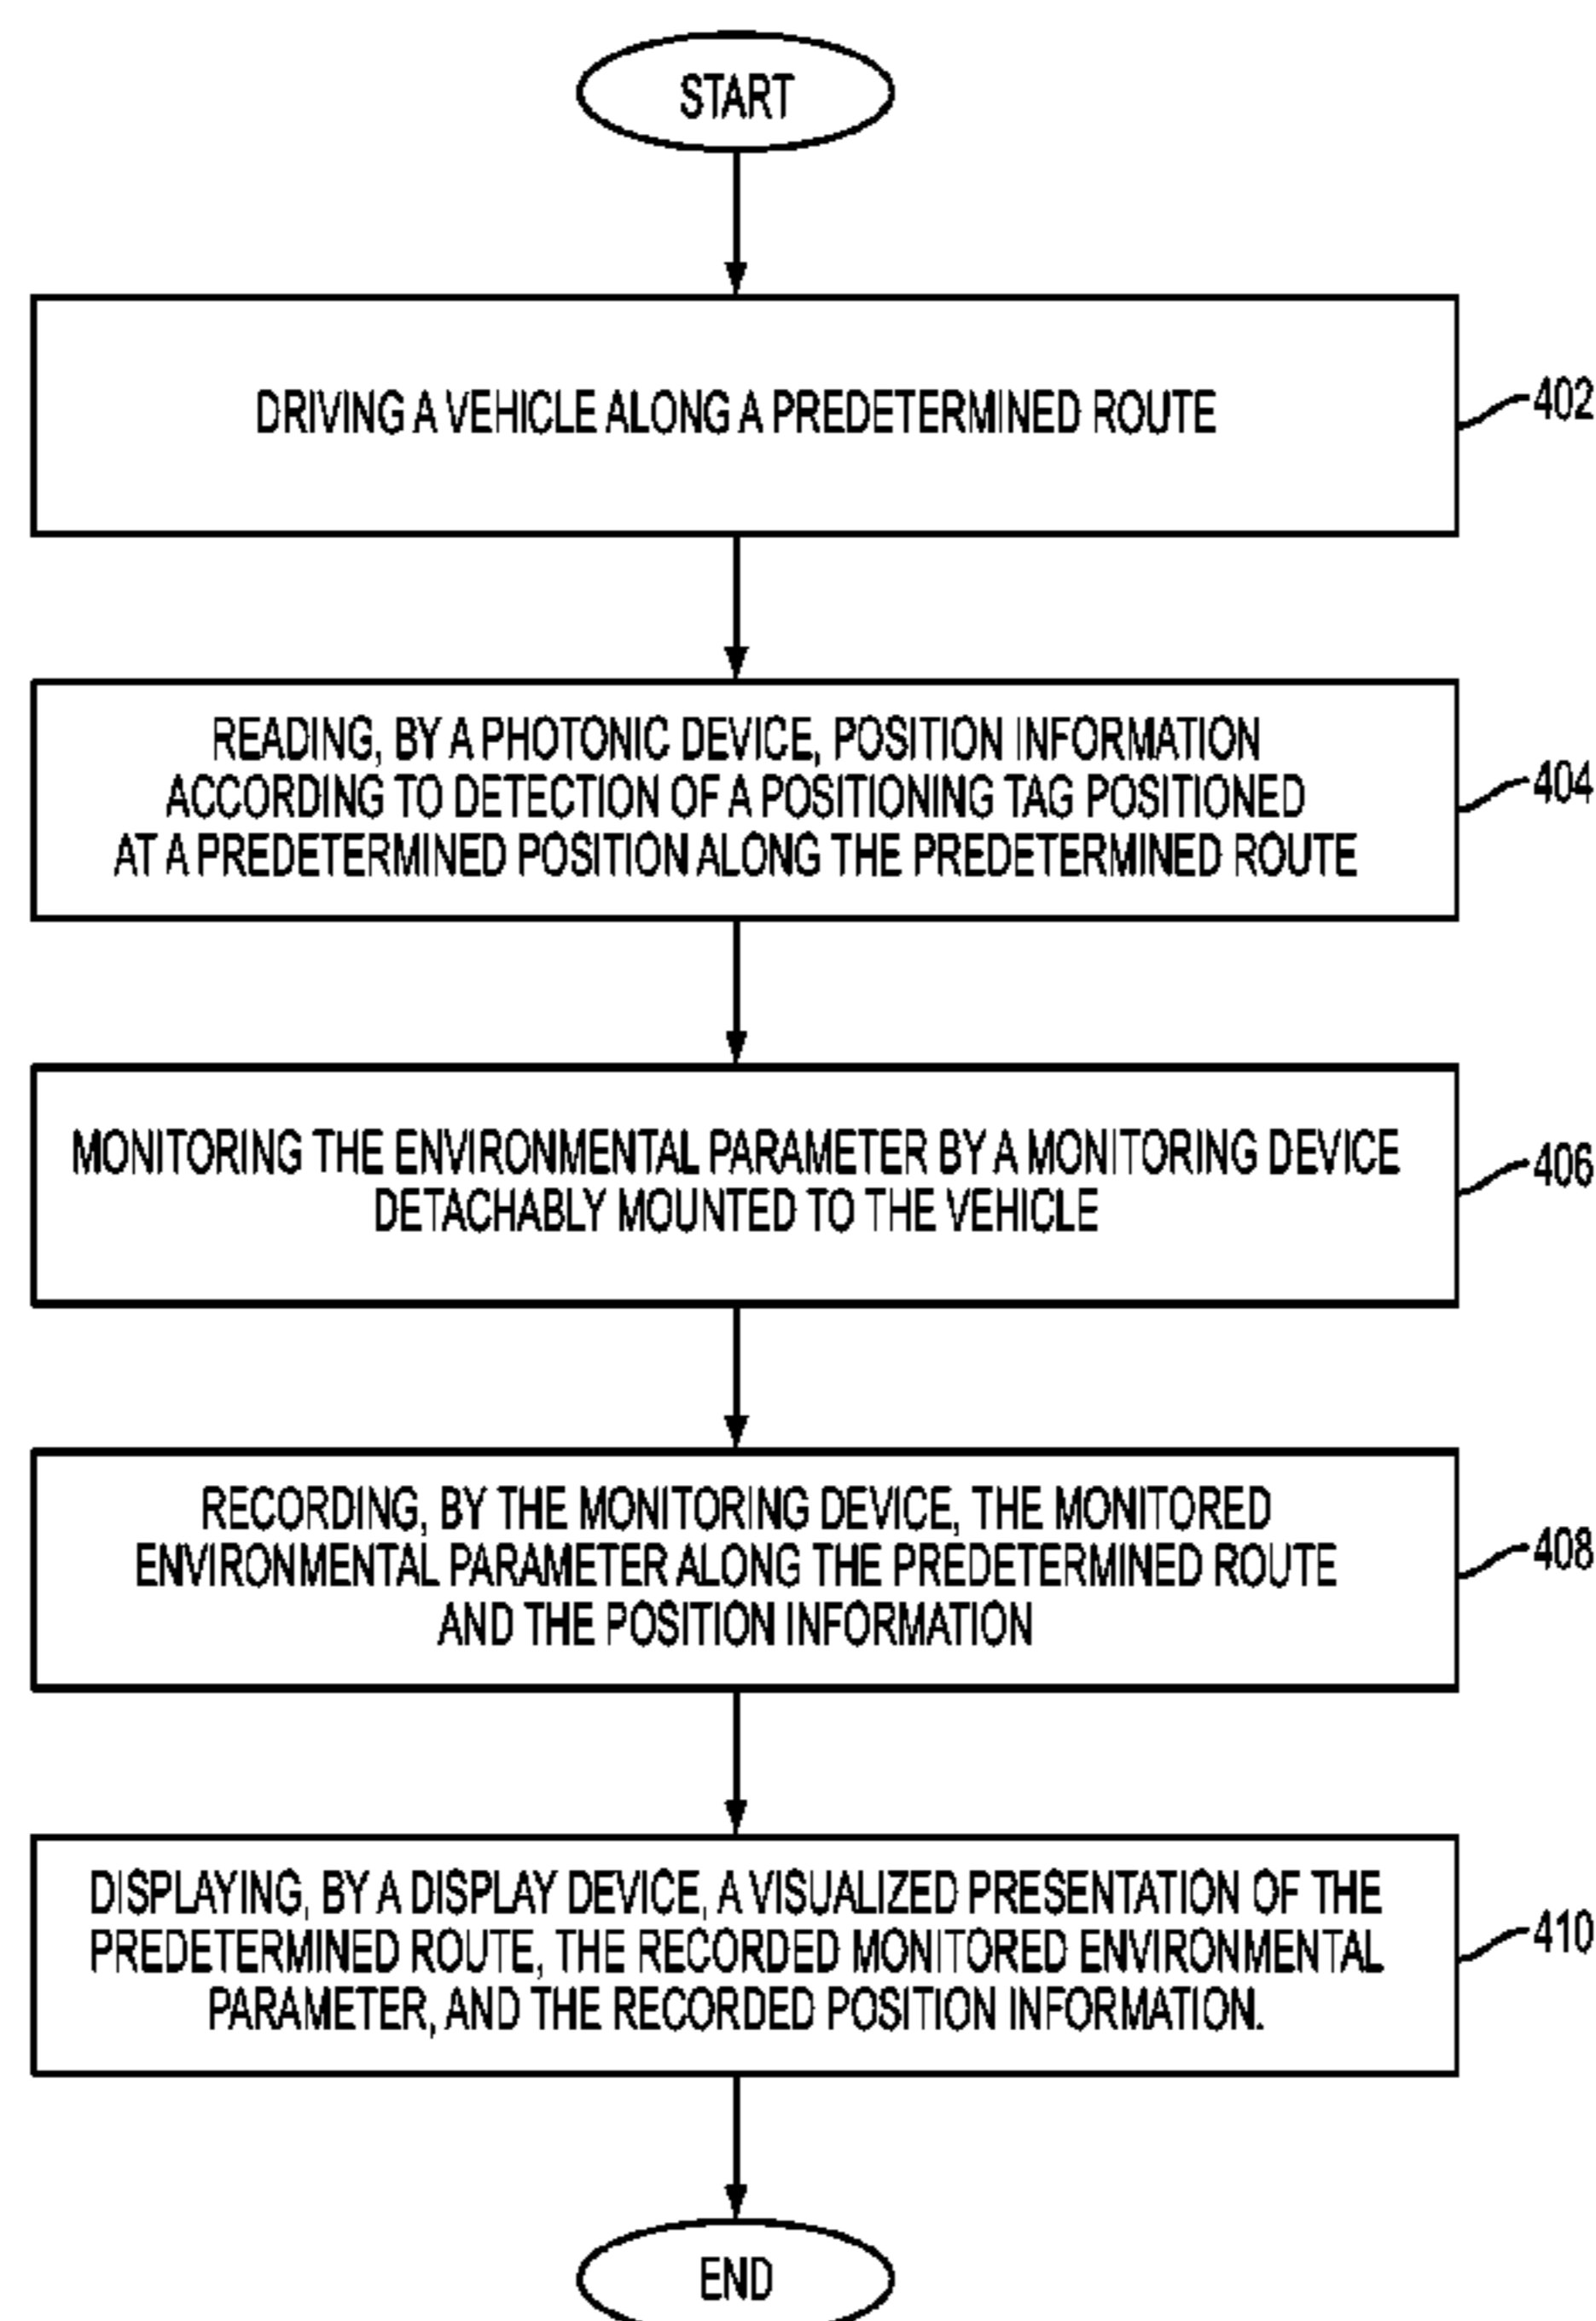 START
DRIVING A VEHICLE ALONG A PREDETERMINED ROUTE
402
READING, BY A PHOTONIC DEVICE, POSITION INFORMATION
ACCORDING TO DETECTION OF A POSITIONING TAG POSITIONED
AT A PREDETERMINED POSITION ALONG THE PREDETERMINED ROUTE
404
MONITORING THE ENVIRONMENTAL PARAMETER BY A MONITORING DEVICE
DETACHABLY MOUNTED TO THE VEHICLE
406
RECORDING, BY THE MONITORING DEVICE, THE MONITORED
ENVIRONMENTAL PARAMETER ALONG THE PREDETERMINED ROUTE
AND THE POSITION INFORMATION
408
DISPLAYING, BY A DISPLAY DEVICE, A VISUALIZED PRESENTATION OF THE
PREDETERMINED ROUTE, THE RECORDED MONITORED ENVIRONMENTAL
PARAMETER, AND THE RECORDED POSITION INFORMATION.
410
END